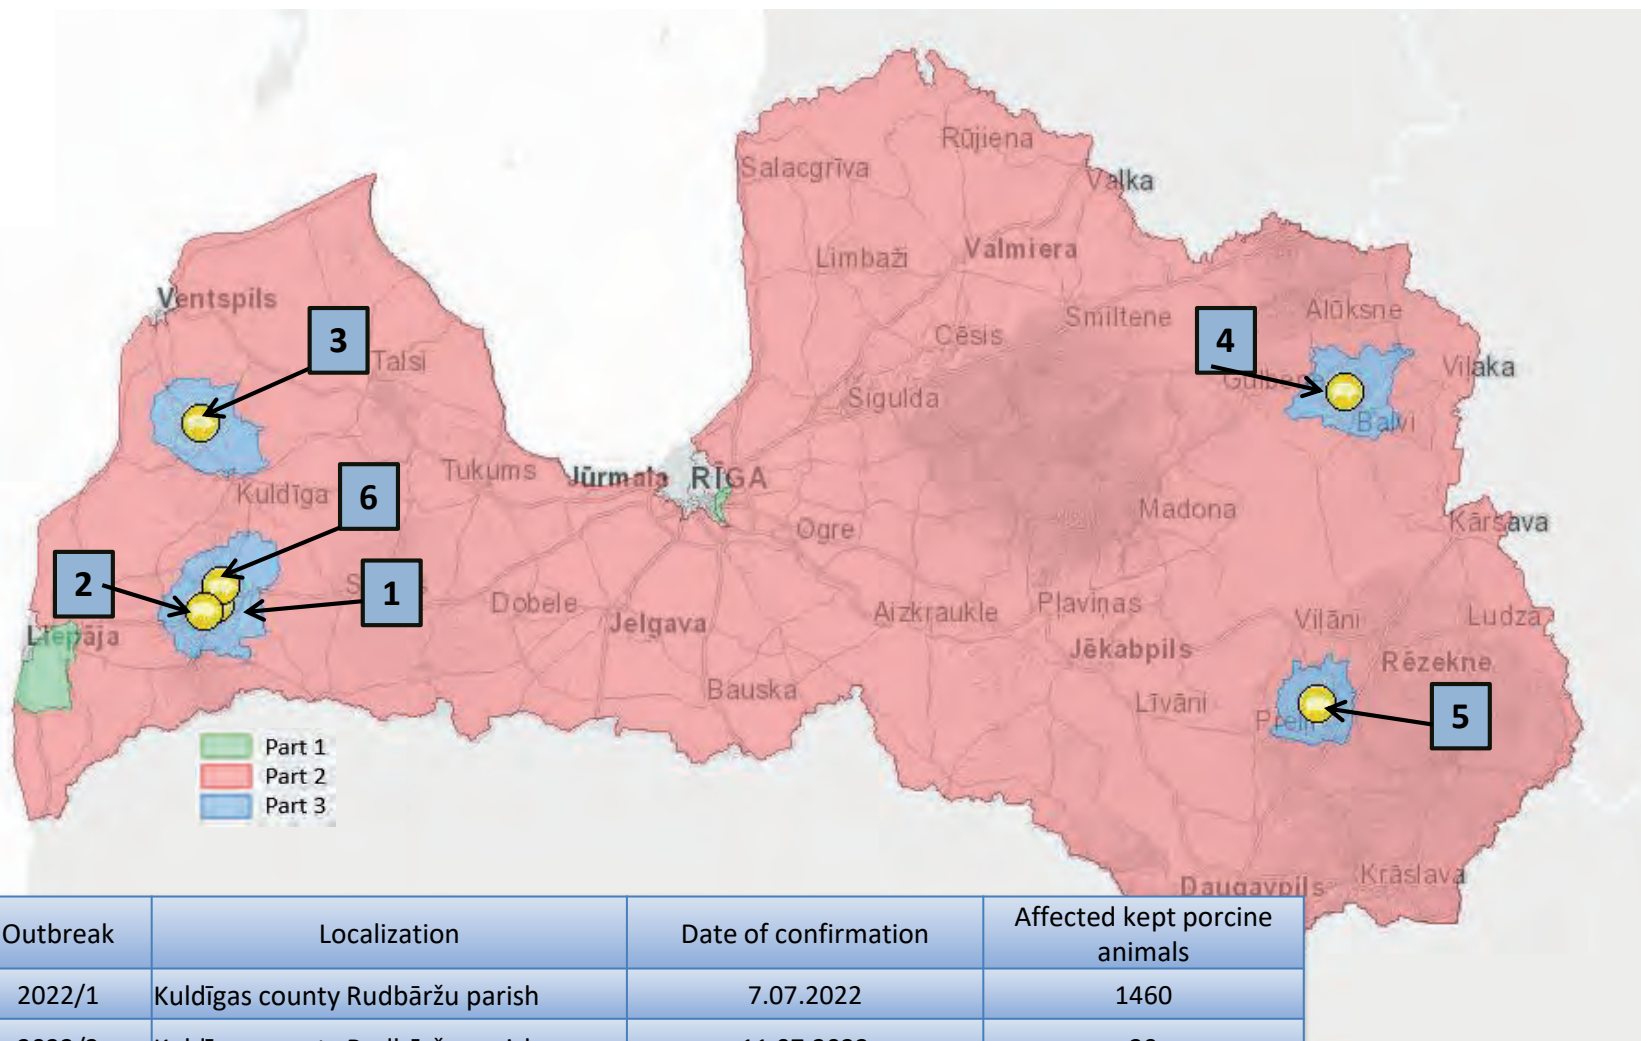 Rūjiena
Salacgrīva
Valka
Valmiera
Limbaži
Ventspils
Alūksne
Smiltene
3
4
Cēsis
Talsi
Viļaka
Sigulda
Balvi
Tukums
Jūrmala
RĪGA
Kuldīga
6
Madona
Kārsava
Ogre
2
1
Dobele
Aizkraukle
Pļaviņas
Viļāni
Ludza
Liepāja
Jelgava
Jēkabpils
Rēzekne
Bauska
Līvāni
5
Part 1
Part 2
Part 3
Daugavpils
Krāslava
Outbreak Localization Date of confirmation Affected kept porcine
animals
2022/1 Kuldīgas county Rudbāržu parish 7.07.2022 1460